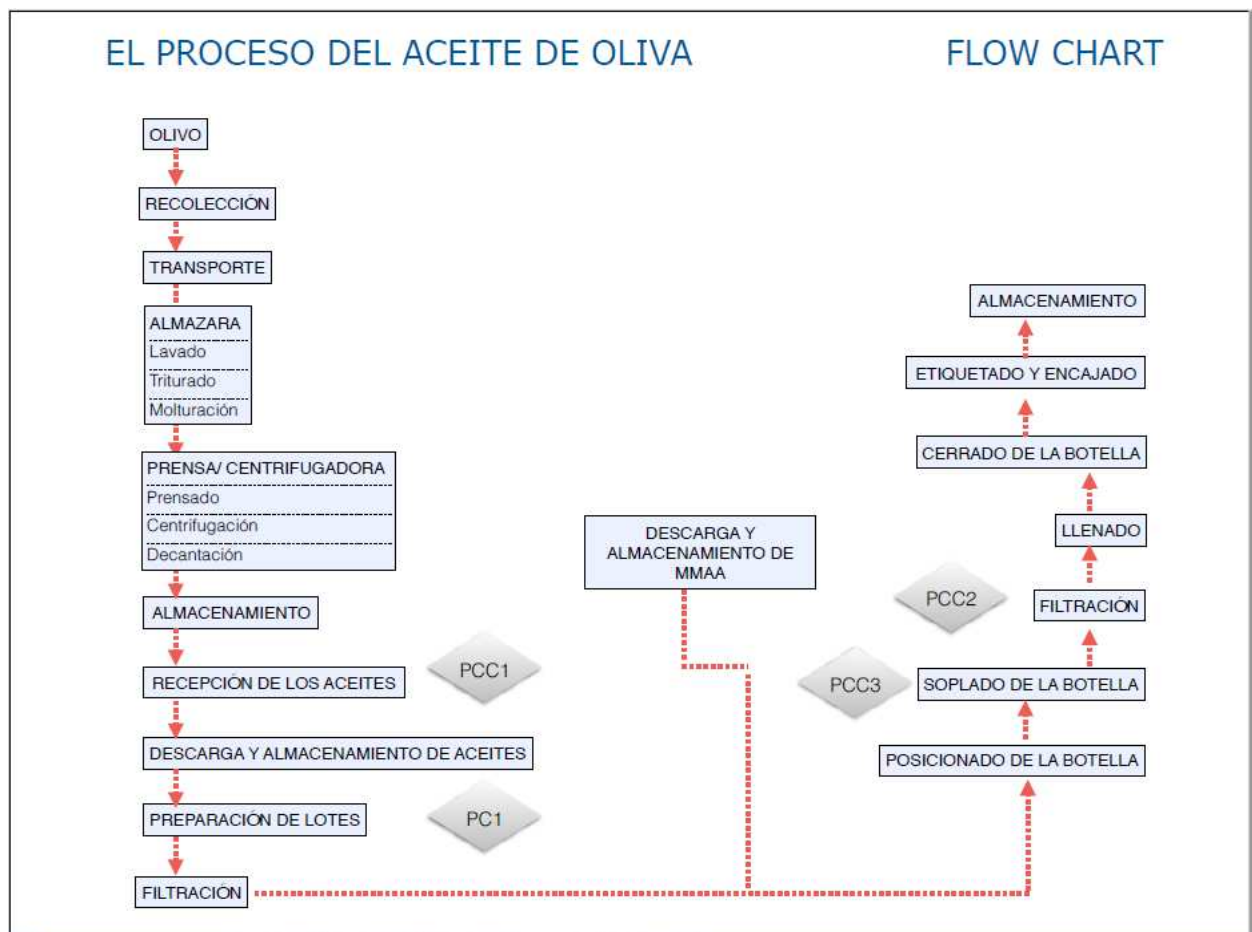 EL PROCESO DEL ACEITE DE OLIVA
FLOW CHART
OLIVO
RECOLECCIÓN
TRANSPORTE
ALMAZARA
Lavado
Triturado
Molturación
PRENSA/ CENTRIFUGADORA
Prensado
Centrifugación
Decantación
ALMACENAMIENTO
RECEPCIÓN DE LOS ACEITES
PCC1
DESCARGA Y ALMACENAMIENTO DE ACEITES
PREPARACIÓN DE LOTES
PC1
FILTRACIÓN
DESCARGA Y
ALMACENAMIENTO DE
MMAA
ALMACENAMIENTO
ETIQUETADO Y ENCAJADO
CERRADO DE LA BOTELLA
LLENADO
PCC2
FILTRACIÓN
PCC3
SOPLADO DE LA BOTELLA
POSICIONADO DE LA BOTELLA